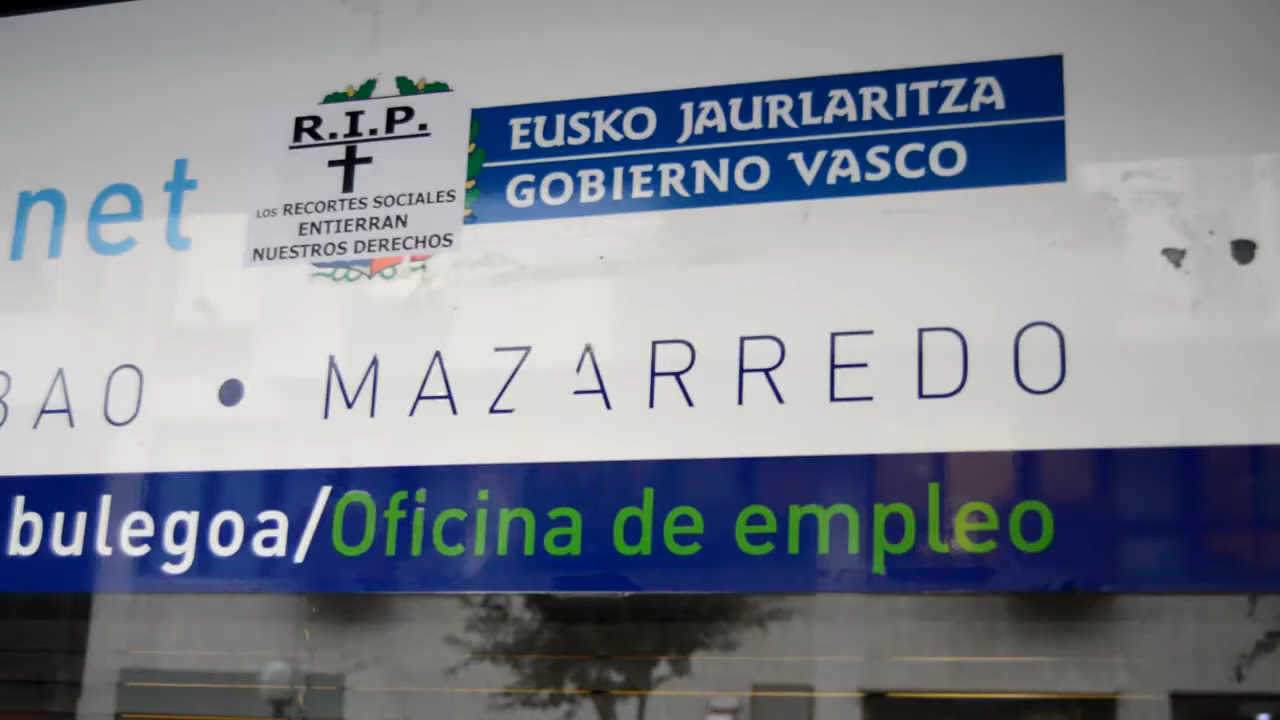 net
R.I.P.
LOS RECORTES SOCIALES
ENTIERRAN
NUESTROS DERECHOS
EUSKO JAURLARITZA
GOBIERNO VASCO
BAO • MAZARREDO
bulegoa/Oficina de empleo